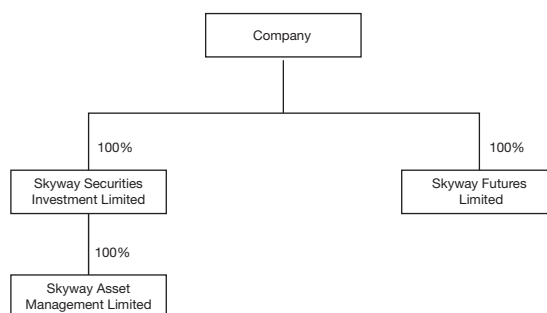 Company
100%
100%
Skyway Securities
Investment Limited
Skyway Futures
Limited
100%
Skyway Asset
Management Limited